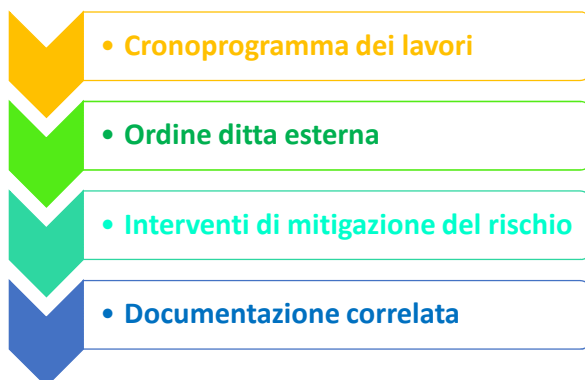 • Cronoprogramma dei lavori
• Ordine ditta esterna
• Interventi di mitigazione del rischio
• Documentazione correlata